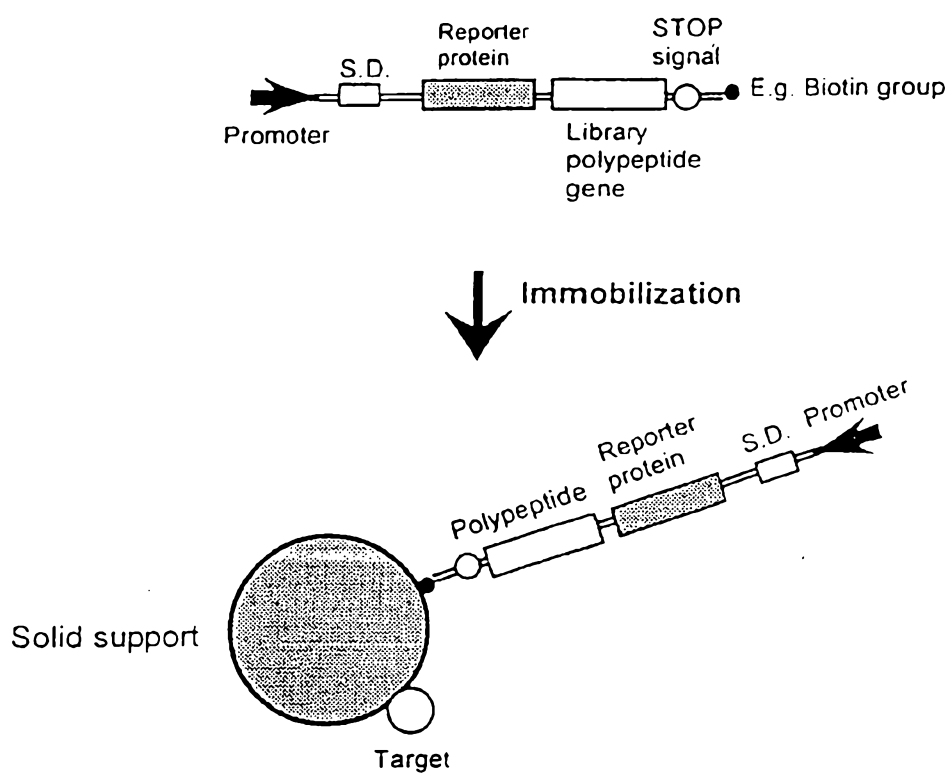 Reporter
protein
STOP
signal
S.D.
E.g. Biotin group
Promoter
Library
polypeptide
gene
Immobilization
Promoter
S.D.
Reporter
protein
Polypeptide
Solid support
Target